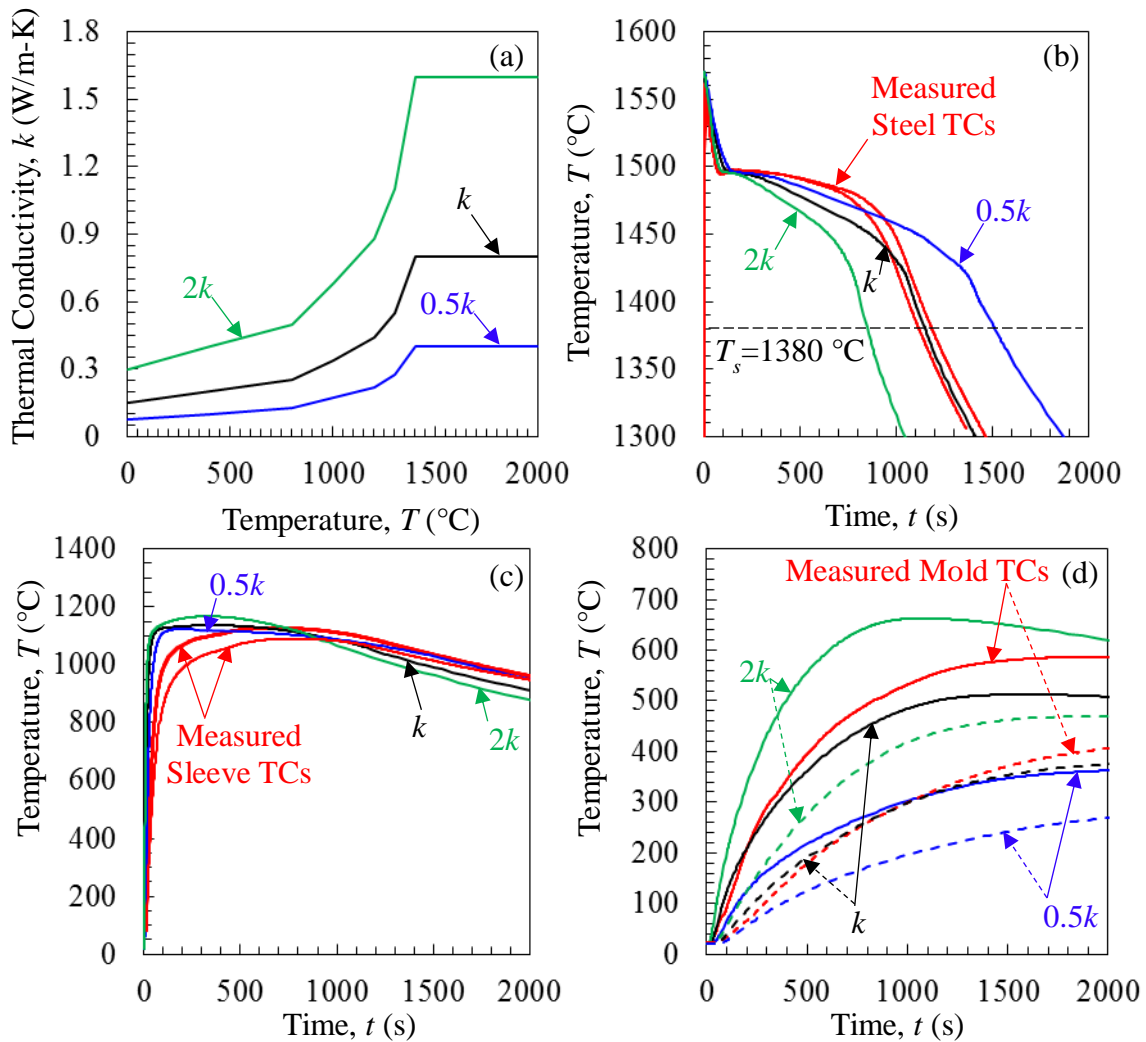 (a)
Thermal Conductivity, k (W/m-K)
1.8
1.5
1.2
0.9
0.6
0.3
0
2k
k
0.5k
0 500 1000 1500 2000
Temperature, T (°C)
(b)
Temperature, T (°C)
1600
1550
1500
1450
1400
1350
1300
Measured
Steel TCs
0.5k
2k
k
Ts=1380 °C
0 500 1000 1500 2000
Time, t (s)
(c)
Temperature, T (°C)
1400
1200
1000
800
600
400
200
0
0.5k
Measured
Sleeve TCs
k
2k
0 500 1000 1500 2000
Time, t (s)
(d)
Temperature, T (°C)
800
700
600
500
400
300
200
100
0
Measured Mold TCs
2k
k
0.5k
0 500 1000 1500 2000
Time, t (s)